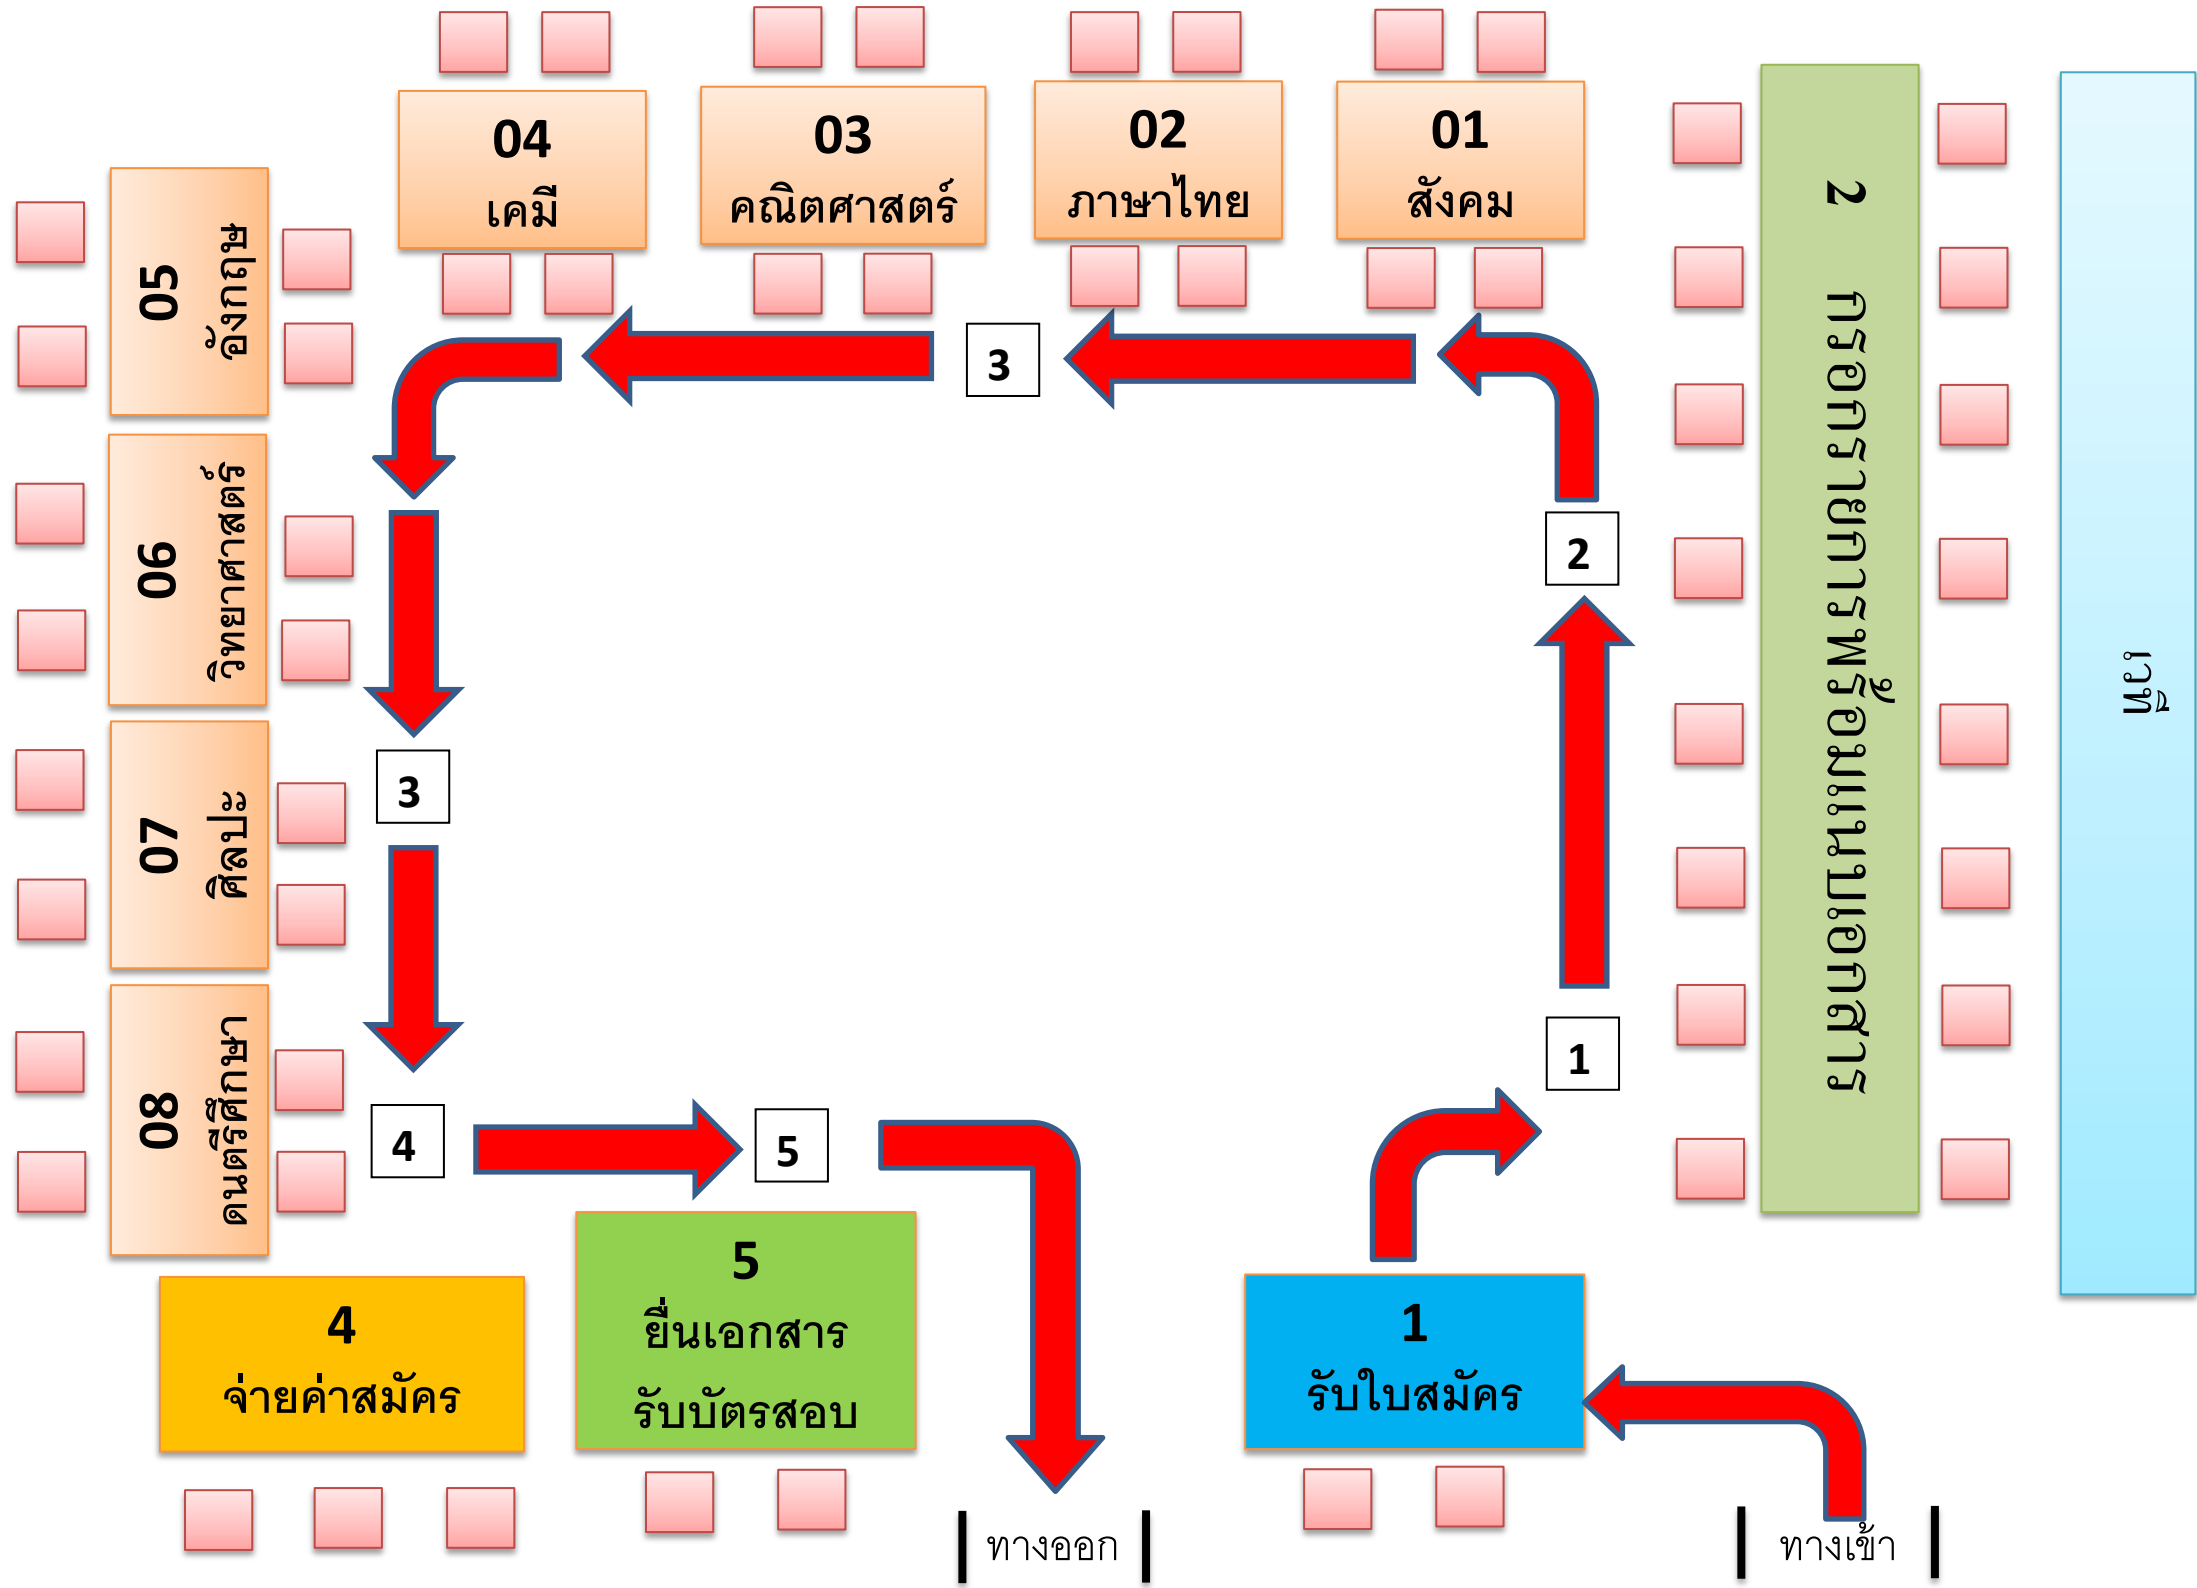 04
เคมี
03
คณิตศาสตร์
02
ภาษาไทย
01
สังคม
05
อังกฤษ
06
วิทยาศาสตร์
07
ศิลปะ
08
ดนตรีศึกษา
3
2
3
1
4
5
2 กรอกรายการพร้อมแนบเอกสาร
เวที
4
จ่ายค่าสมัคร
5
ยื่นเอกสาร
รับบัตรสอบ
1
รับใบสมัคร
ทางออก
ทางเข้า